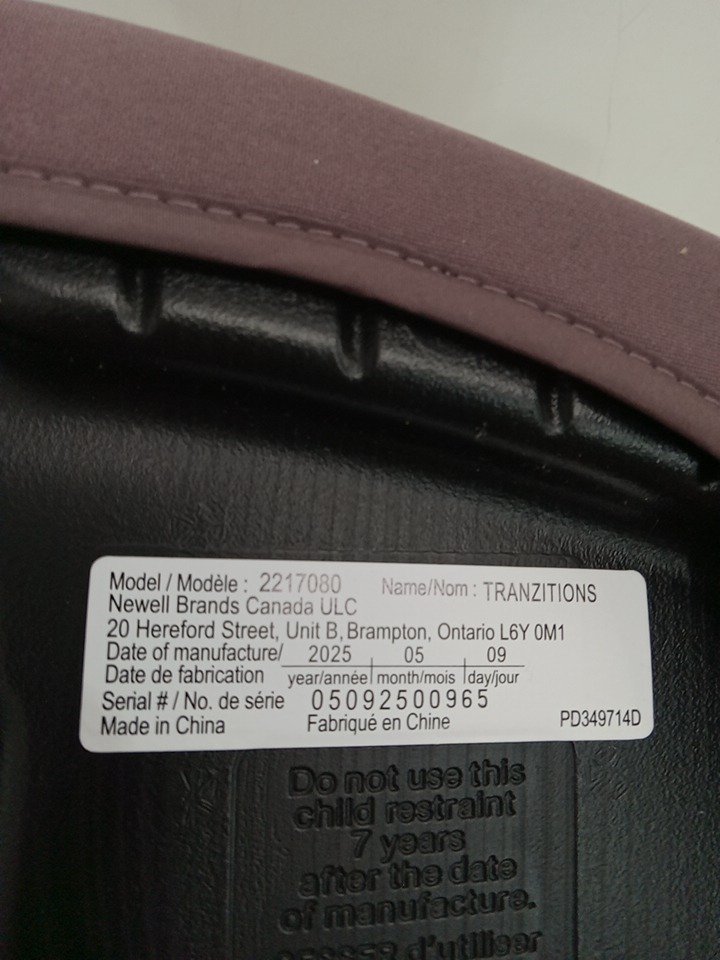 Model / Modèle : 2217080 Name/Nom : TRANZITIONS
Newell Brands Canada ULC
20 Hereford Street, Unit B, Brampton, Ontario L6Y 0M1
Date of manufacture/ 2025 05 09
Date de fabrication year/année month/mois day/jour
Serial # / No. de série 05092500965
Made in China Fabriqué en Chine PD349714D
Do not use this
child restraint
7 years
after the date
of manufacture.
d'utiliser